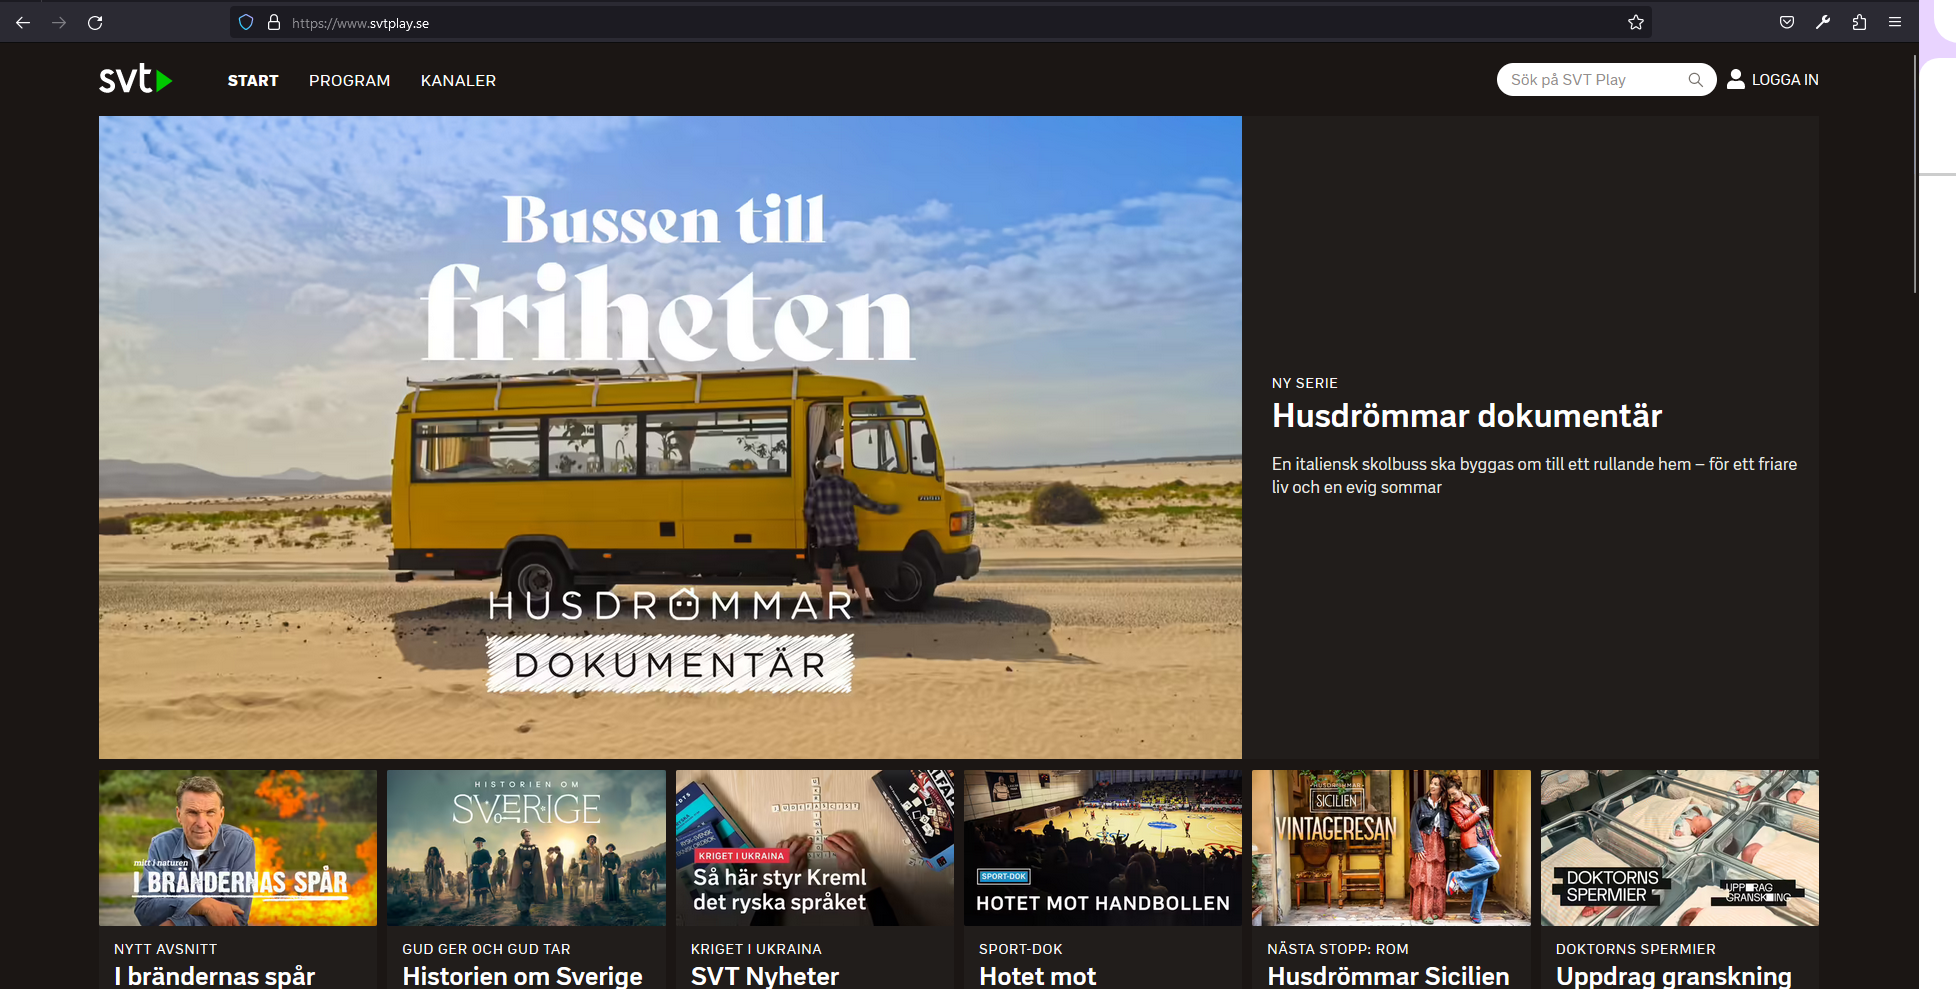 https://www.svtplay.se
svt
START
PROGRAM
KANALER
Sök på SVT Play
LOGGA IN
Bussen till
friheten
HUSDRÖMMAR
DOKUMENTÄR
NY SERIE
Husdrömmar dokumentär
En italiensk skolbuss ska byggas om till ett rullande hem – för ett friare
liv och en evig sommar
mitt i naturen
I BRÄNDERNAS SPÅR
NYTT AVSNITT
I brändernas spår
HISTORIEN OM
SVERIGE
GUD GER OCH GUD TAR
Historien om Sverige
KRIGET I UKRAINA
Så här styr Kreml
det ryska språket
KRIGET I UKRAINA
SVT Nyheter
SPORT-DOK
HOTET MOT HANDBOLLEN
SPORT-DOK
Hotet mot
HUSDRÖMMAR
SICILIEN
VINTAGERESAN
NÄSTA STOPP: ROM
Husdrömmar Sicilien
DOKTORNS
SPERMIER
UPPDRAG
GRANSKNING
DOKTORNS SPERMIER
Uppdrag granskning